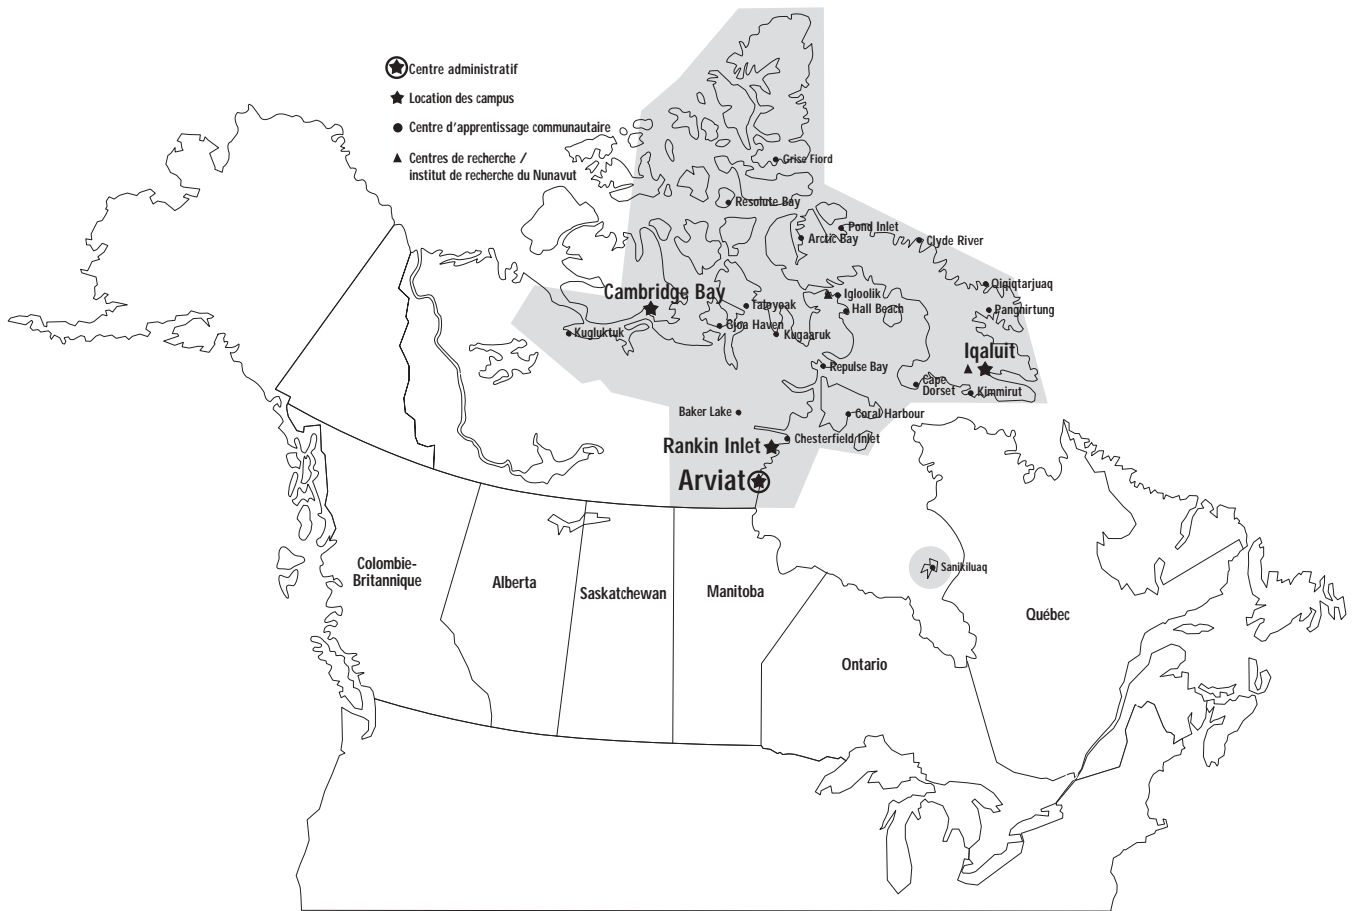 Centre administratif
Location des campus
Centre d'apprentissage communautaire
Centres de recherche /
institut de recherche du Nunavut
Grise Fiord
Resolute Bay
Pond Inlet
Arctic Bay
Clyde River
Qiqiqtarjuaq
Cambridge Bay
Igloolik
Taloyoak
Hall Beach
Pangnirtung
Gjoa Haven
Kugluktuk
Kugaaruk
Iqaluit
Repulse Bay
Cape
Dorset
Kimmirut
Baker Lake
Coral Harbour
Chesterfield Inlet
Rankin Inlet
Arviat
Sanikiluaq
Colombie-
Britannique
Alberta
Saskatchewan
Manitoba
Québec
Ontario